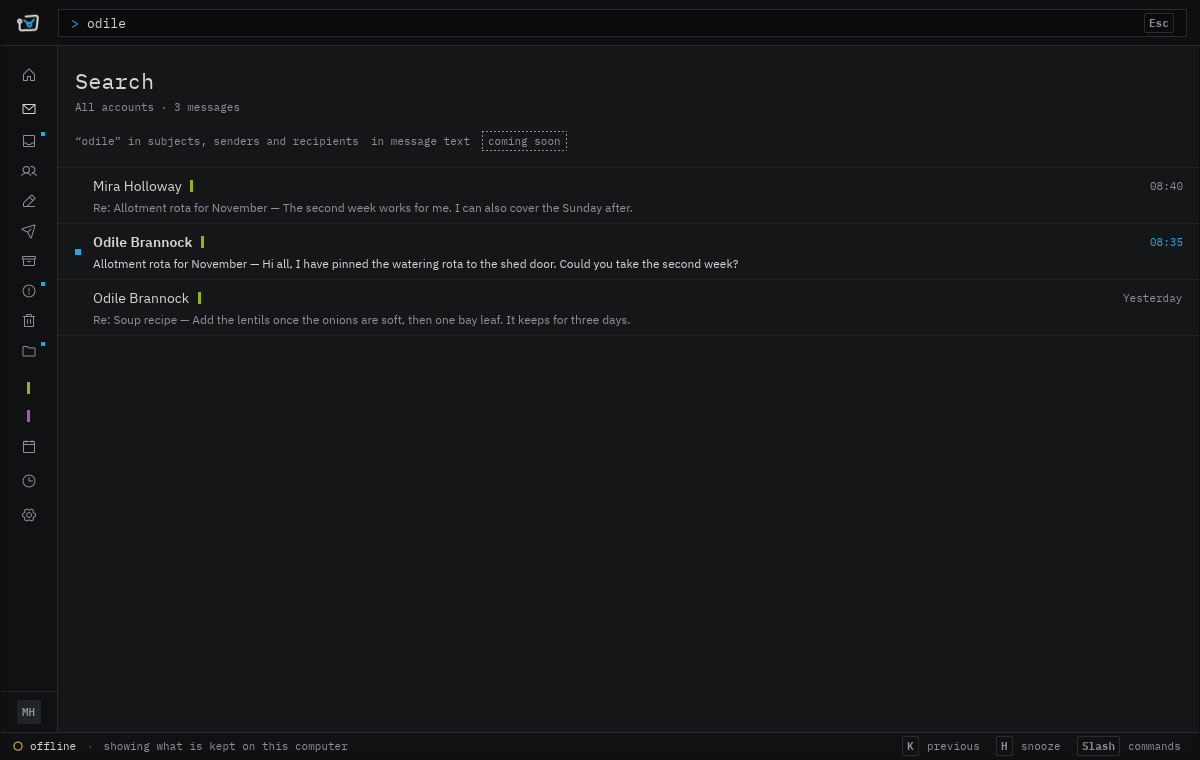 > odile Esc
Search
All accounts · 3 messages
“odile” in subjects, senders and recipients in message text coming soon
Mira Holloway 08:40
Re: Allotment rota for November — The second week works for me. I can also cover the Sunday after.
Odile Brannock 08:35
Allotment rota for November — Hi all, I have pinned the watering rota to the shed door. Could you take the second week?
Odile Brannock Yesterday
Re: Soup recipe — Add the lentils once the onions are soft, then one bay leaf. It keeps for three days.
MH
offline · showing what is kept on this computer K previous H snooze Slash commands